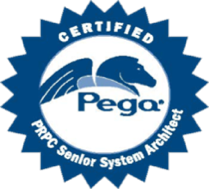 CERTIFIED
Pega
PRPC Senior System Architect